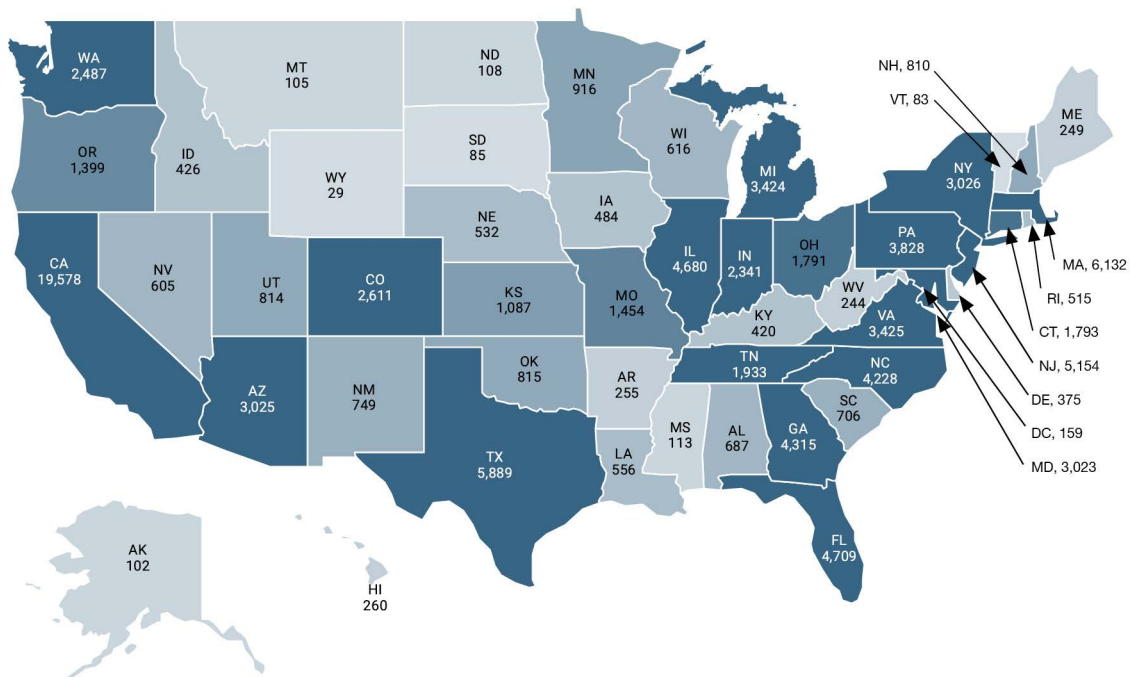 WA
2,487
MT
105
ND
108
MN
916
NH, 810
VT, 83
ME
249
OR
1,399
ID
426
WY
29
SD
85
WI
616
MI
3,424
NY
3,026
NE
532
IA
484
CA
19,578
NV
605
UT
814
CO
2,611
KS
1,087
MO
1,454
IL
4,680
IN
2,341
OH
1,791
PA
3,828
WV
244
VA
3,425
KY
420
MA, 6,132
RI, 515
CT, 1,793
NJ, 5,154
DE, 375
DC, 159
MD, 3,023
AZ
3,025
NM
749
OK
815
AR
255
TN
1,933
NC
4,228
SC
706
TX
5,889
LA
556
MS
113
AL
687
GA
4,315
FL
4,709
AK
102
HI
260